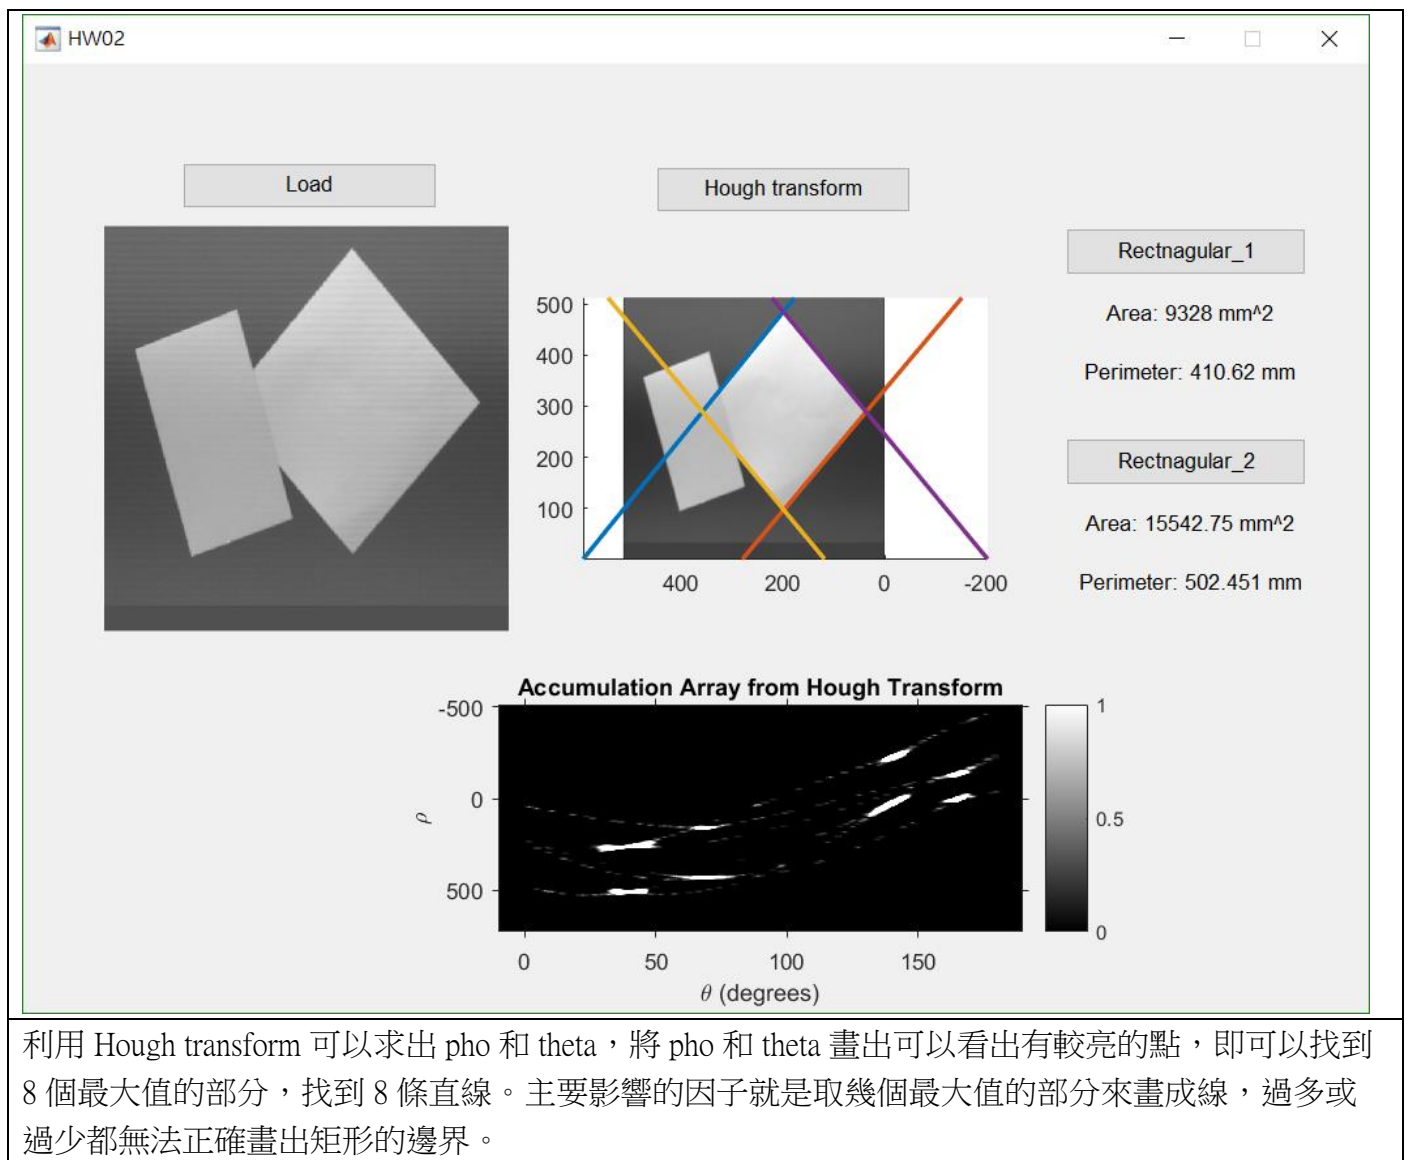 HW02
Load
Hough transform
Rectnagular_1
Area: 9328 mm^2
Perimeter: 410.62 mm
Rectnagular_2
Area: 15542.75 mm^2
Perimeter: 502.451 mm
500
400
300
200
100
400 200 0 -200
Accumulation Array from Hough Transform
-500
0
500
ρ
0 50 100 150
θ (degrees)
1
0.5
0
利用 Hough transform 可以求出 pho 和 theta，將 pho 和 theta 畫出可以看出有較亮的點，即可以找到
8 個最大值的部分，找到 8 條直線。主要影響的因子就是取幾個最大值的部分來畫成線，過多或
過少都無法正確畫出矩形的邊界。